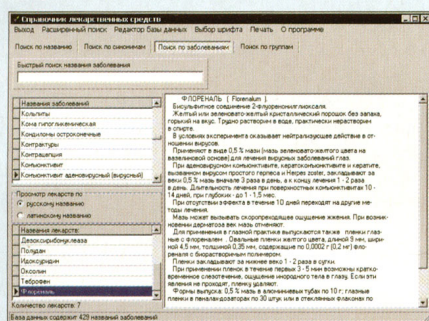 Справочник лекарственных средств
Выход Расширенный поиск Редактор базы данных Выбор шрифта Печать О программе
Поиск по названию Поиск по синонимам Поиск по заболеваниям Поиск по группам
Быстрый поиск названия заболевания
Названия заболеваний
Кольпиты
Кома гипогликемическая
Кондиломы остроконечные
Контрактуры
Контрацепция
Конъюнктивит
Конъюнктивит аденовирусный (вирусный)
Просмотр лекарств по
русскому названию
латинскому названию
Названия лекарств:
Дезоксирибонуклеаза
Полудан
Идоксуридин
Оксолин
Теброфен
Флореналь
Количество лекарств: 7
База данных содержит 429 названий заболеваний
ФЛОРЕНАЛЬ ( Florenalum ).
Бисульфитное соединение 2-флуоренилглиоксаля.
Желтый или зеленовато-желтый кристаллический порошок без запаха,
горький на вкус. Трудно растворим в воде, практически нерастворим
в спирте.
В условиях эксперимента оказывает нейтрализующее действие в от-
ношении вирусов.
Применяют в виде 0,5 % мази (мазь зеленовато-желтого цвета на
вазелиновой основе) для лечения вирусных заболеваний глаз.
При аденовирусном конъюнктивите, кератоконъюнктивите и кератите,
вызванном вирусом простого герпеса и Herpes zoster, закладывают за
веки 0,5 % мазь вначале 3 раза в день, а к концу лечения 1 - 2 раза
в день. Длительность лечения при поверхностных конъюнктивитах 10 -
14 дней, при глубоких - до 1 - 1,5 мес.
При отсутствии эффекта в течение 10 дней переходят на другие ме-
тоды лечения.
Мазь может вызывать скоропреходящее ощущение жжения. При возник-
новении дерматозов век мазь отменяют.
Для применения в глазной практике выпускаются также пленки глаз-
ные с флореналем . Овальные пленки желтого цвета, длиной 9 мм, шири-
ной 4,5 мм, толщиной 0,35 мм, содержащие по 0,0002 г (0,2 мг) фло-
реналя с биорастворимым полимером.
Пленки закладывают за нижнее веко 1 - 2 раза в сутки.
При применении пленок в течение первых 3 - 5 мин возможны кратко-
временное слезотечение, ощущение инородного тела в глазу. Если эти
явления не проходят, пленку удаляют.
Формы выпуска: 0,5 % мазь в алюминиевых тубах по 10 г; глазные
пленки в пеналах-дозаторах по 30 штук или в стеклянных флаконах по